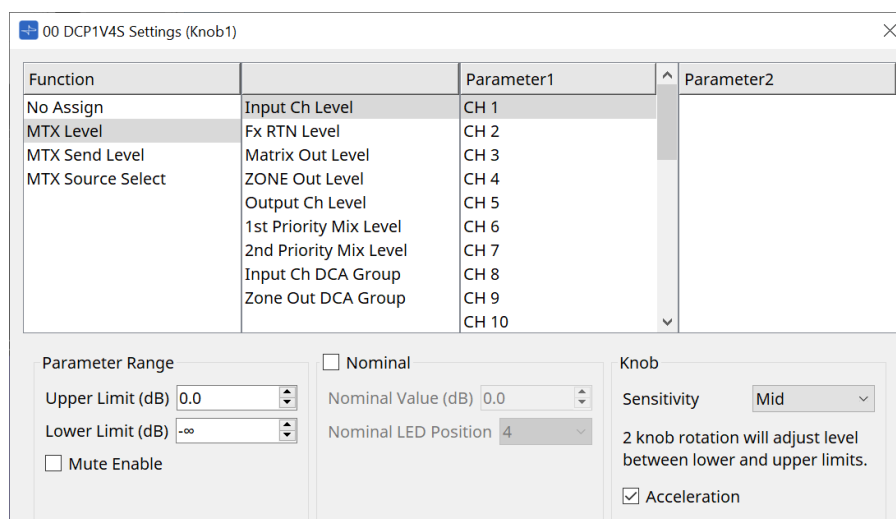 00 DCP1V4S Settings (Knob1)
Function Parameter1 Parameter2
No Assign Input Ch Level CH 1
MTX Level Fx RTN Level CH 2
MTX Send Level Matrix Out Level CH 3
MTX Source Select ZONE Out Level CH 4
Output Ch Level CH 5
1st Priority Mix Level CH 6
2nd Priority Mix Level CH 7
Input Ch DCA Group CH 8
Zone Out DCA Group CH 9
CH 10
Parameter Range
Upper Limit (dB) 0.0
Lower Limit (dB) -∞
Mute Enable
Nominal
Nominal Value (dB) 0.0
Nominal LED Position 4
Knob
Sensitivity Mid
2 knob rotation will adjust level
between lower and upper limits.
Acceleration